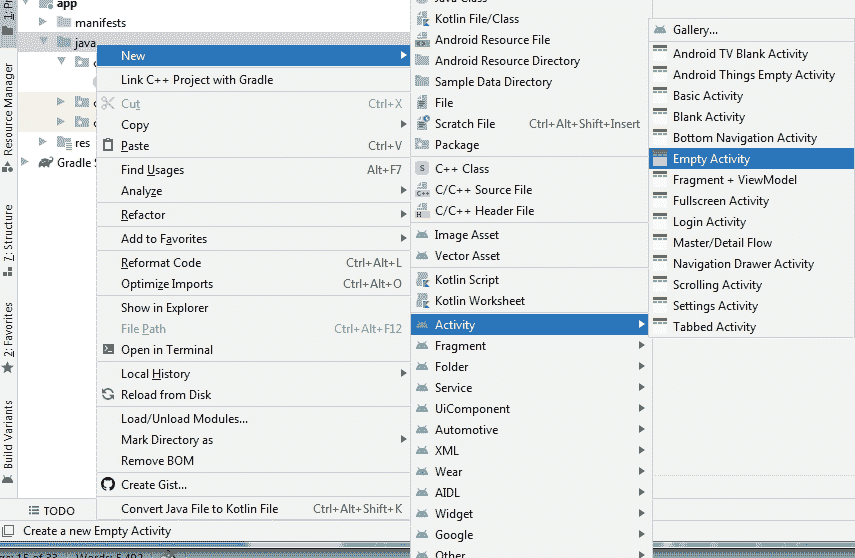 1: P
Resource Manager
7: Structure
2: Favorites
Build Variants
app
manifests
java
res
Gradle S
TODO
Create a new Empty Activity
New
Link C++ Project with Gradle
Cut Ctrl+X
Copy
Paste Ctrl+V
Find Usages Alt+F7
Analyze
Refactor
Add to Favorites
Reformat Code Ctrl+Alt+L
Optimize Imports Ctrl+Alt+O
Show in Explorer
File Path Ctrl+Alt+F12
Open in Terminal
Local History
Reload from Disk
Load/Unload Modules...
Mark Directory as
Remove BOM
Create Gist...
Convert Java File to Kotlin File Ctrl+Alt+Shift+K
Kotlin File/Class
Android Resource File
Android Resource Directory
Sample Data Directory
File
Scratch File Ctrl+Alt+Shift+Insert
Package
C++ Class
C/C++ Source File
C/C++ Header File
Image Asset
Vector Asset
Kotlin Script
Kotlin Worksheet
Activity
Fragment
Folder
Service
UiComponent
Automotive
XML
Wear
AIDL
Widget
Google
Other
Gallery...
Android TV Blank Activity
Android Things Empty Activity
Basic Activity
Blank Activity
Bottom Navigation Activity
Empty Activity
Fragment + ViewModel
Fullscreen Activity
Login Activity
Master/Detail Flow
Navigation Drawer Activity
Scrolling Activity
Settings Activity
Tabbed Activity